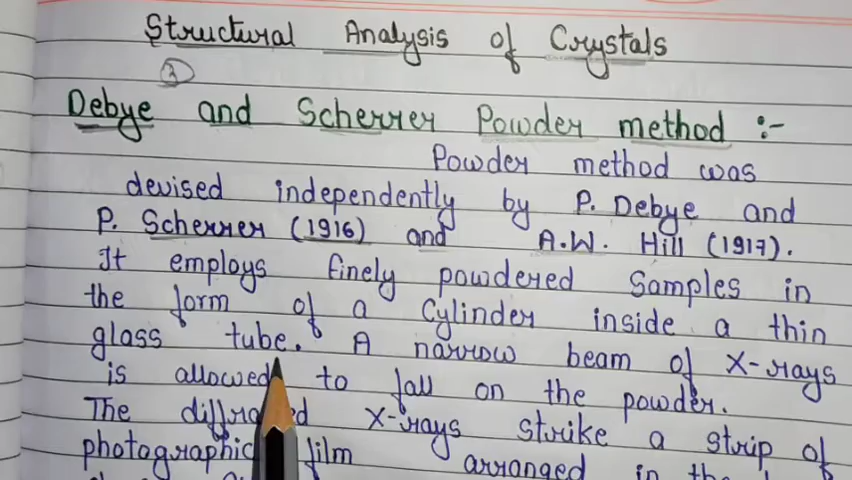 Structural Analysis of Crystals
3
Debye and Scherrer Powder method :-
Powder method was
devised independently by P. Debye and
P. Scherrer (1916) and A.W. Hill (1917).
It employs finely powdered Samples in
the form of a Cylinder inside a thin
glass tube. A narrow beam of X-rays
is allowed to fall on the powder.
The diffracted X-rays strike a strip of
photographic film arranged in the